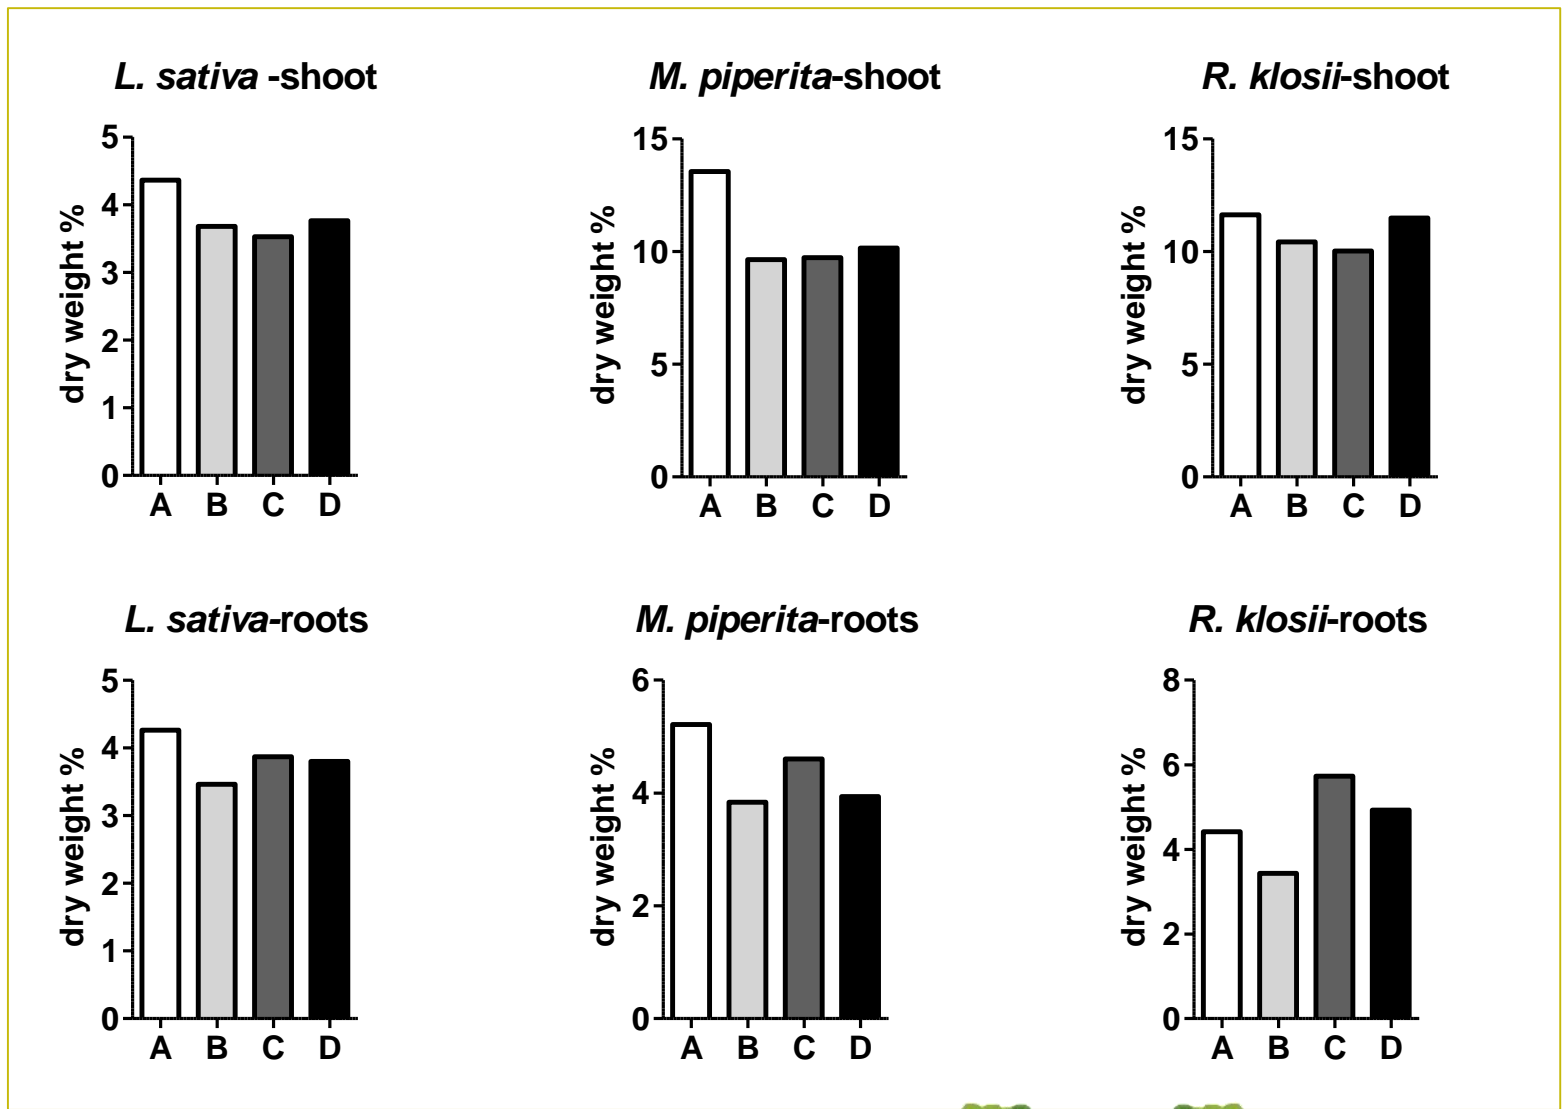 L. sativa -shoot
5
4
3
2
1
0
dry weight %
A B C D
M. piperita-shoot
15
10
5
0
dry weight %
A B C D
R. klosii-shoot
15
10
5
0
dry weight %
A B C D
L. sativa-roots
5
4
3
2
1
0
dry weight %
A B C D
M. piperita-roots
6
4
2
0
dry weight %
A B C D
R. klosii-roots
8
6
4
2
0
dry weight %
A B C D